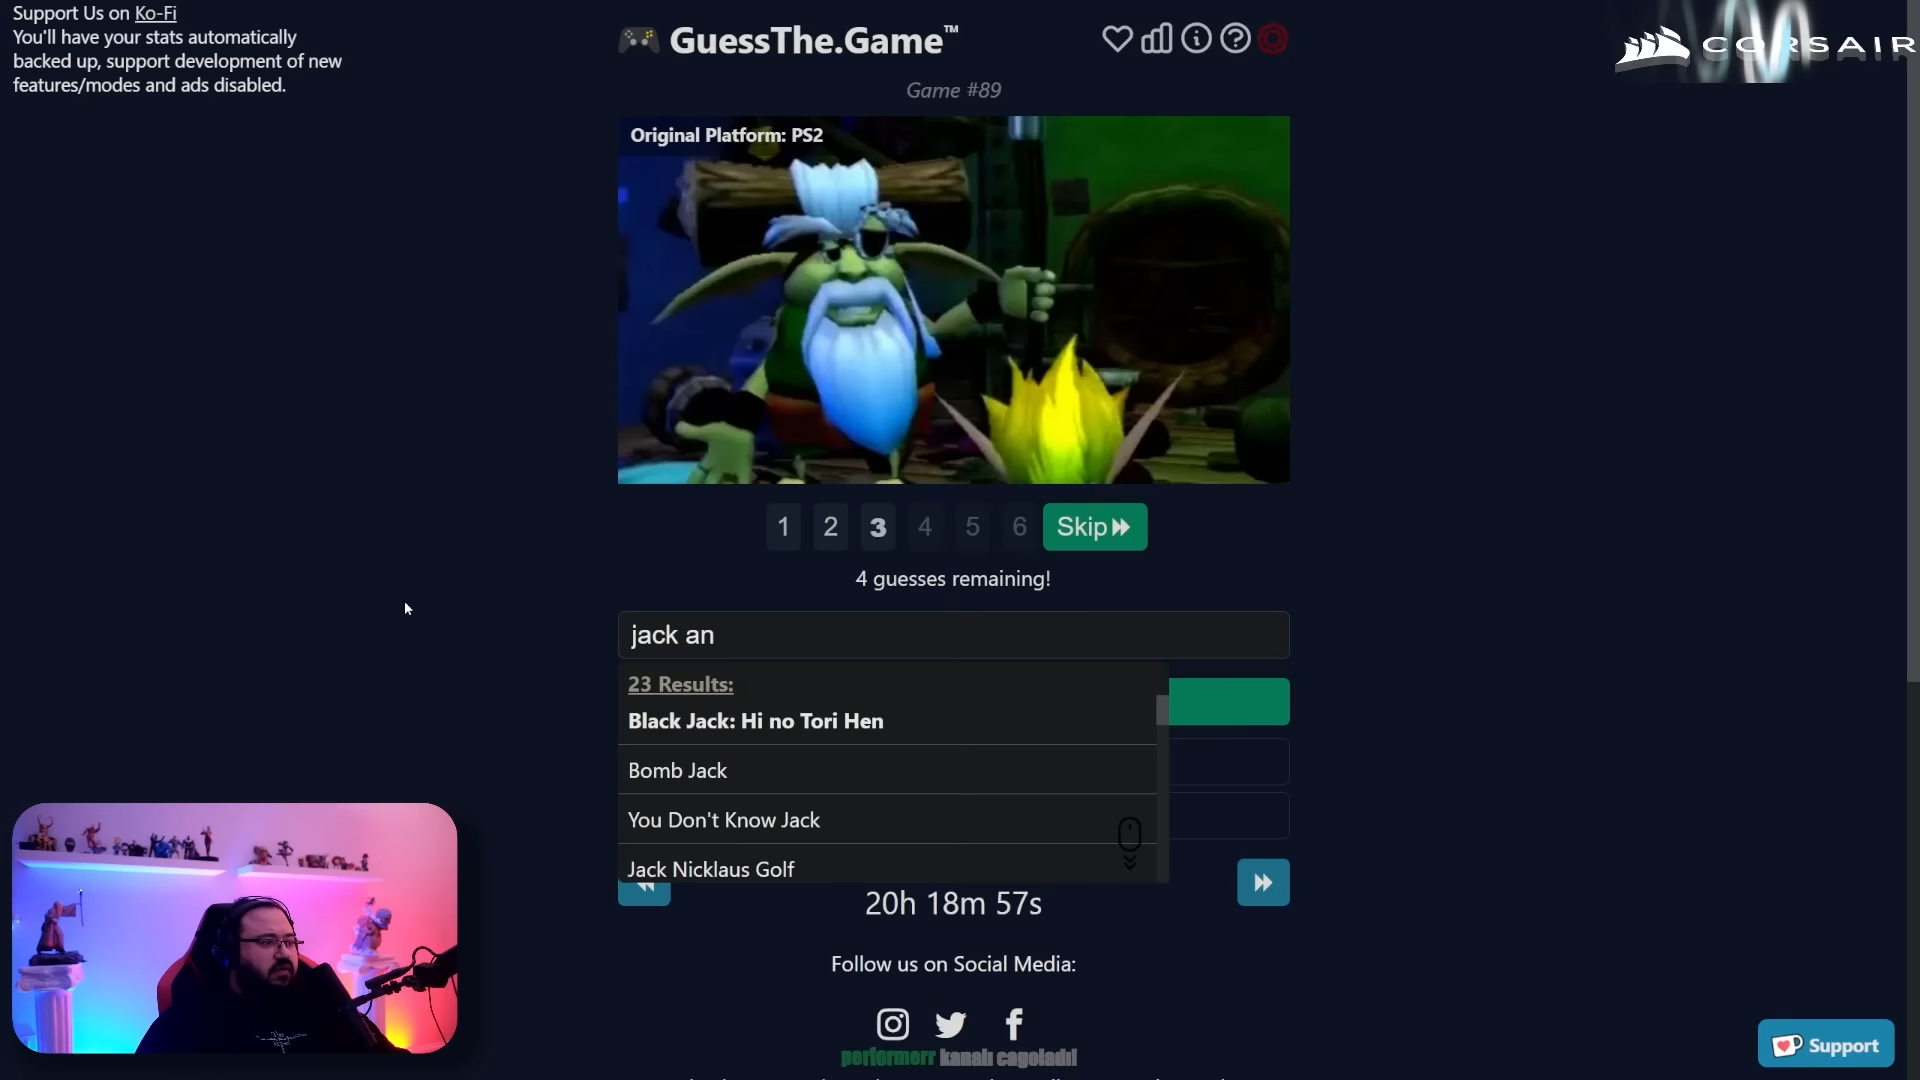 Support Us on Ko-Fi
You'll have your stats automatically
backed up, support development of new
features/modes and ads disabled.
GuessThe.Game™
CORSAIR
Game #89
Original Platform: PS2
1 2 3 4 5 6 Skip
4 guesses remaining!
jack an
23 Results:
Black Jack: Hi no Tori Hen
Bomb Jack
You Don't Know Jack
Jack Nicklaus Golf
20h 18m 57s
Follow us on Social Media:
performerr kanalı cagoladı!
Support